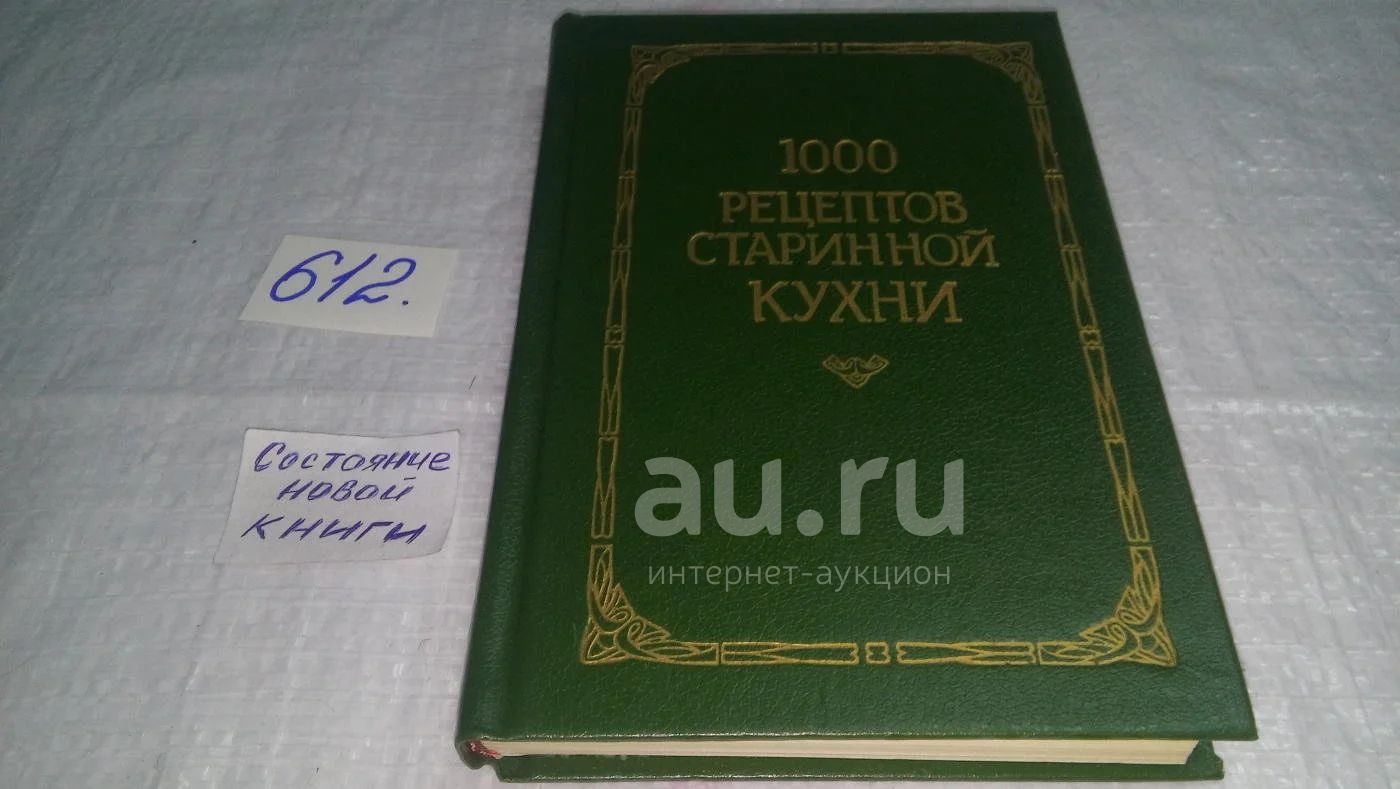 612.
Состояние
новой
книги
1000
РЕЦЕПТОВ
СТАРИННОЙ
КУХНИ
au.ru
интернет-аукцион